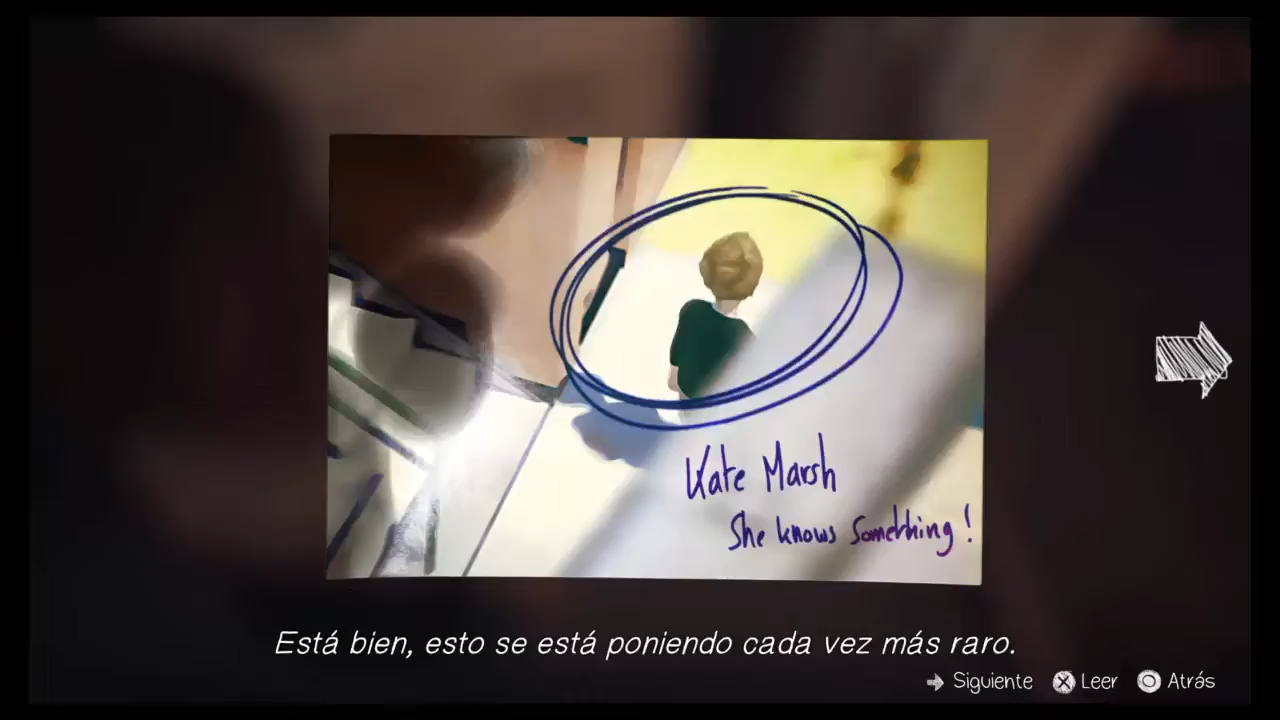 Kate Marsh
She knows something!
Está bien, esto se está poniendo cada vez más raro.
Siguiente Leer Atrás